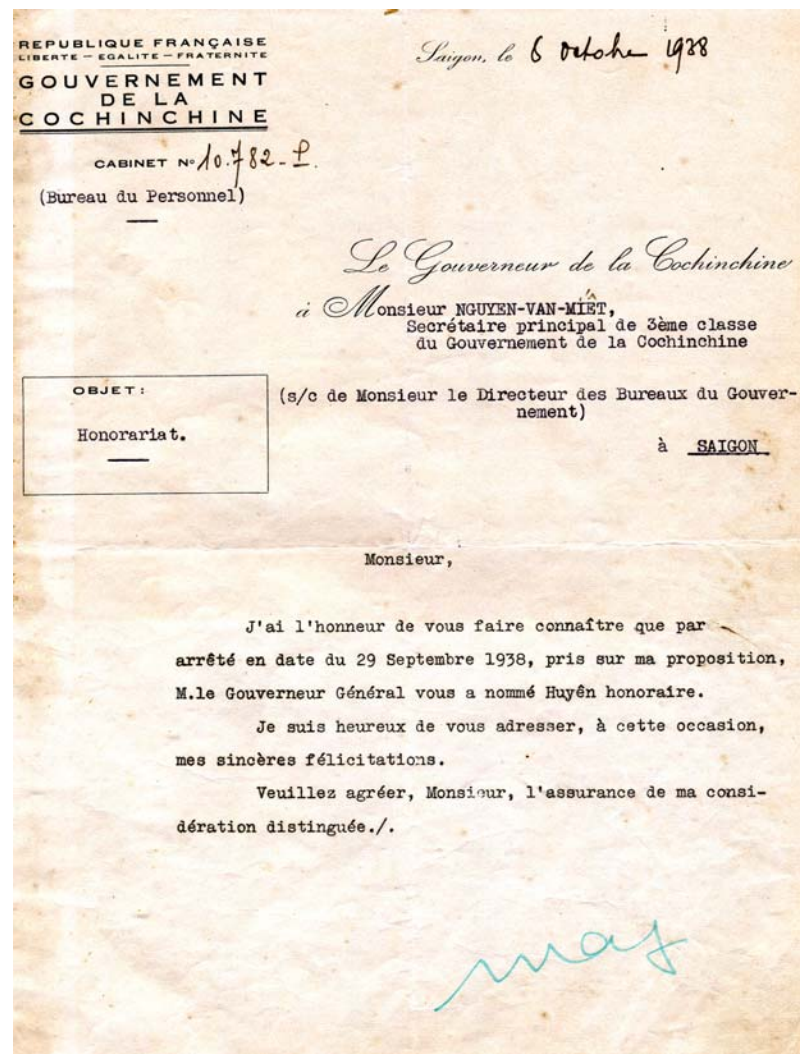 REPUBLIQUE FRANÇAISE
LIBERTE — EGALITE — FRATERNITE
GOUVERNEMENT
DE LA
COCHINCHINE
CABINET N° 10.782-P.
(Bureau du Personnel)
Saigon, le 6 octobre 1938
Le Gouverneur de la Cochinchine
à Monsieur NGUYEN-VAN-MIẾT,
Secrétaire principal de 3ème classe
du Gouvernement de la Cochinchine
OBJET:
Honorariat.
(s/c de Monsieur le Directeur des Bureaux du Gouver-
nement)
à SAIGON
Monsieur,
J'ai l'honneur de vous faire connaître que par
arrêté en date du 29 Septembre 1938, pris sur ma proposition,
M.le Gouverneur Général vous a nommé Huyên honoraire.
Je suis heureux de vous adresser, à cette occasion,
mes sincères félicitations.
Veuillez agréer, Monsieur, l'assurance de ma consi-
dération distinguée./.